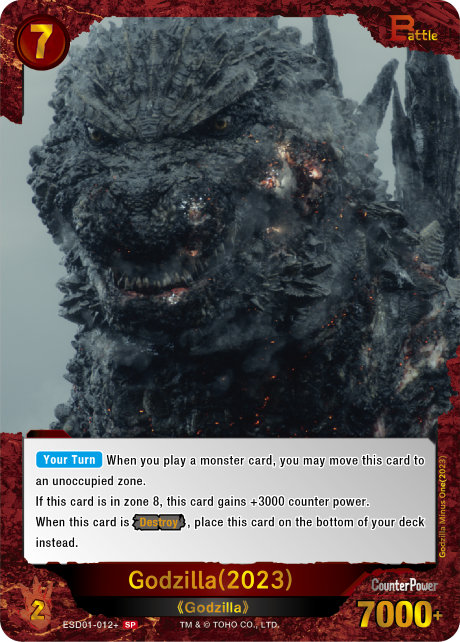 7
Battle
Your Turn When you play a monster card, you may move this card to
an unoccupied zone.
If this card is in zone 8, this card gains +3000 counter power.
When this card is Destroy, place this card on the bottom of your deck
instead.
Godzilla Minus One(2023)
Godzilla(2023)
CounterPower
2
《Godzilla》
7000+
ESD01-012+ SP
TM & © TOHO CO., LTD.